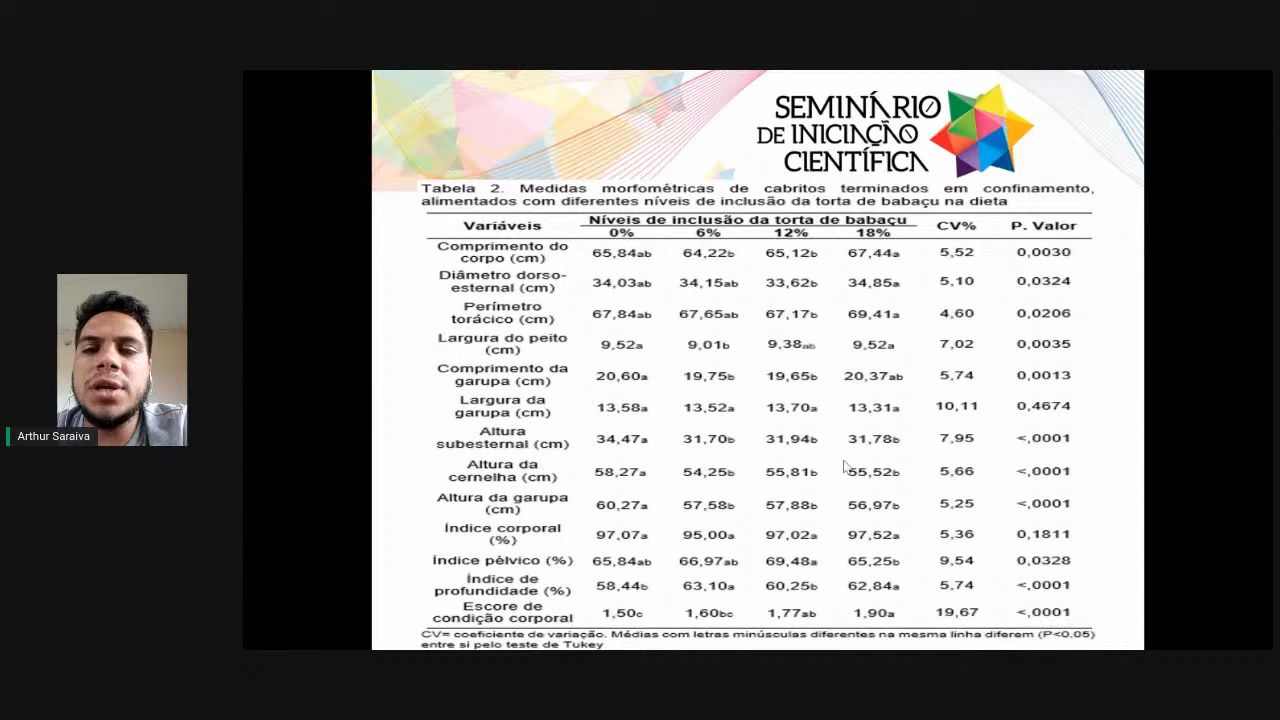 SEMINÁRIO
DE INICIAÇÃO
CIENTÍFICA
Tabela 2. Medidas morfométricas de cabritos terminados em confinamento,
alimentados com diferentes níveis de inclusão da torta de babaçu na dieta
Variáveis Níveis de inclusão da torta de babaçu CV% P. Valor
0% 6% 12% 18%
Comprimento do
corpo (cm) 65,84ab 64,22b 65,12b 67,44a 5,52 0,0030
Diâmetro dorso-
esternal (cm) 34,03ab 34,15ab 33,62b 34,85a 5,10 0,0324
Perímetro
torácico (cm) 67,84ab 67,65ab 67,17b 69,41a 4,60 0,0206
Largura do peito
(cm) 9,52a 9,01b 9,38ab 9,52a 7,02 0,0035
Comprimento da
garupa (cm) 20,60a 19,75b 19,65b 20,37ab 5,74 0,0013
Largura da
garupa (cm) 13,58a 13,52a 13,70a 13,31a 10,11 0,4674
Altura
subesternal (cm) 34,47a 31,70b 31,94b 31,78b 7,95 <,0001
Altura da
cernelha (cm) 58,27a 54,25b 55,81b 55,52b 5,66 <,0001
Altura da garupa
(cm) 60,27a 57,58b 57,88b 56,97b 5,25 <,0001
Índice corporal
(%) 97,07a 95,00a 97,02a 97,52a 5,36 0,1811
Índice pélvico (%) 65,84ab 66,97ab 69,48a 65,25b 9,54 0,0328
Índice de
profundidade (%) 58,44b 63,10a 60,25b 62,84a 5,74 <,0001
Escore de
condição corporal 1,50c 1,60bc 1,77ab 1,90a 19,67 <,0001
CV= coeficiente de variação. Médias com letras minúsculas diferentes na mesma linha diferem (P<0,05)
entre si pelo teste de Tukey
Arthur Saraiva